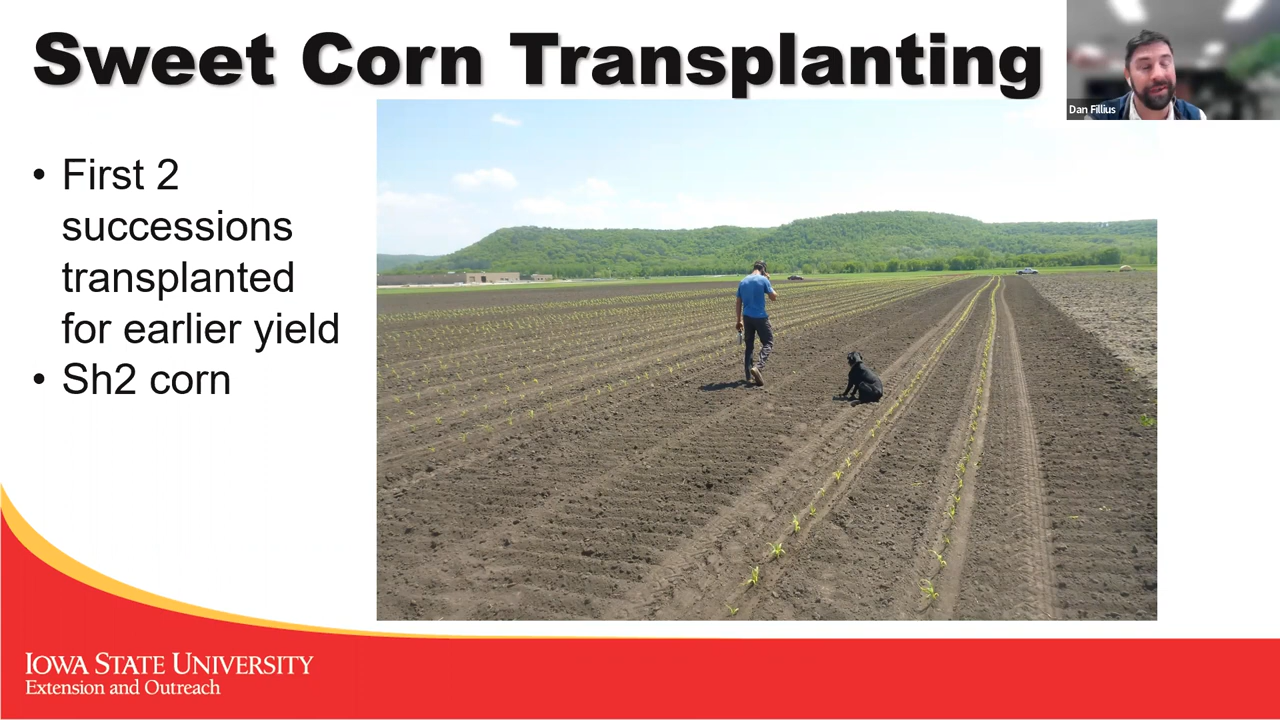 Sweet Corn Transplanting
Dan Fillius
• First 2
successions
transplanted
for earlier yield
• Sh2 corn
IOWA STATE UNIVERSITY
Extension and Outreach